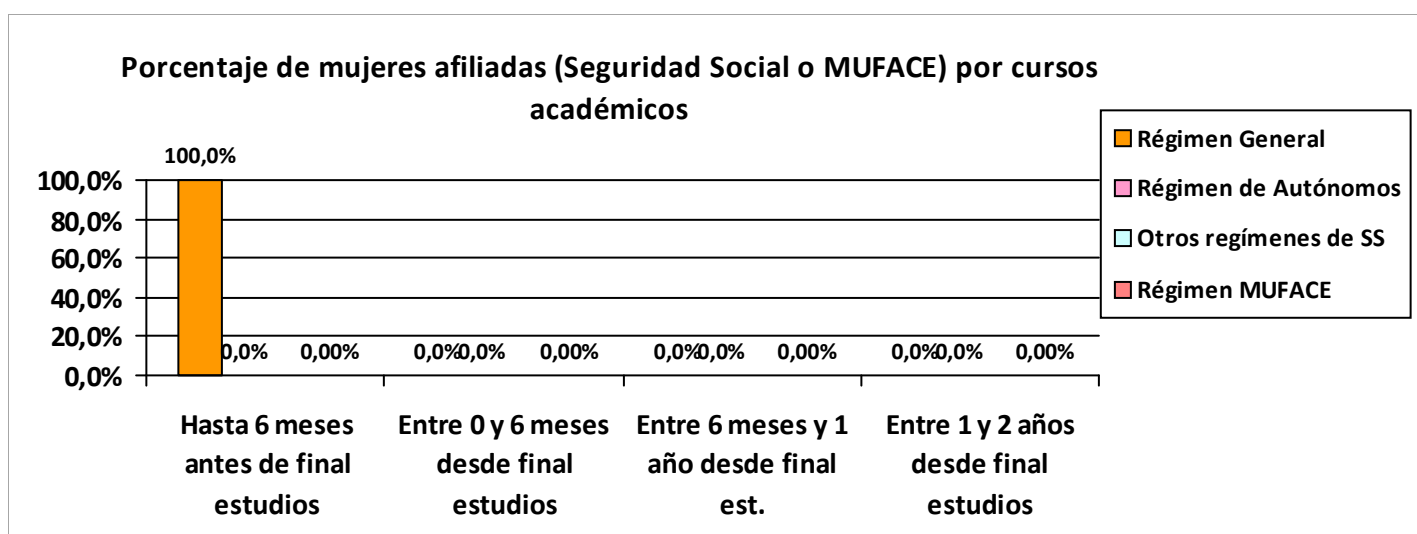 Porcentaje de mujeres afiliadas (Seguridad Social o MUFACE) por cursos
académicos
Régimen General
Régimen de Autónomos
Otros regímenes de SS
Régimen MUFACE
100,0%
100,0%
80,0%
60,0%
40,0%
20,0%
0,0%
0,0% 0,00% 0,0% 0,0% 0,00% 0,0% 0,0% 0,00% 0,0% 0,0% 0,00%
Hasta 6 meses
antes de final
estudios
Entre 0 y 6 meses
desde final
estudios
Entre 6 meses y 1
año desde final
est.
Entre 1 y 2 años
desde final
estudios